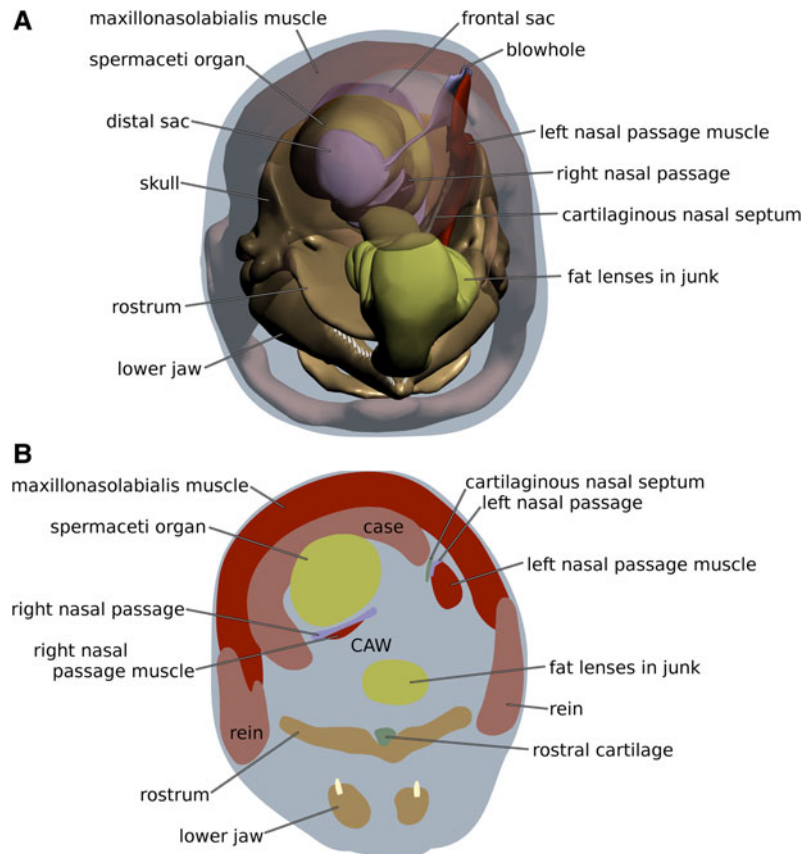 A
maxillonasolabialis muscle
frontal sac
spermaceti organ
blowhole
distal sac
left nasal passage muscle
skull
right nasal passage
cartilaginous nasal septum
fat lenses in junk
rostrum
lower jaw
B
cartilaginous nasal septum
maxillonasolabialis muscle
left nasal passage
spermaceti organ
case
left nasal passage muscle
right nasal passage
CAW
right nasal
passage muscle
fat lenses in junk
rein
rein
rostral cartilage
rostrum
lower jaw